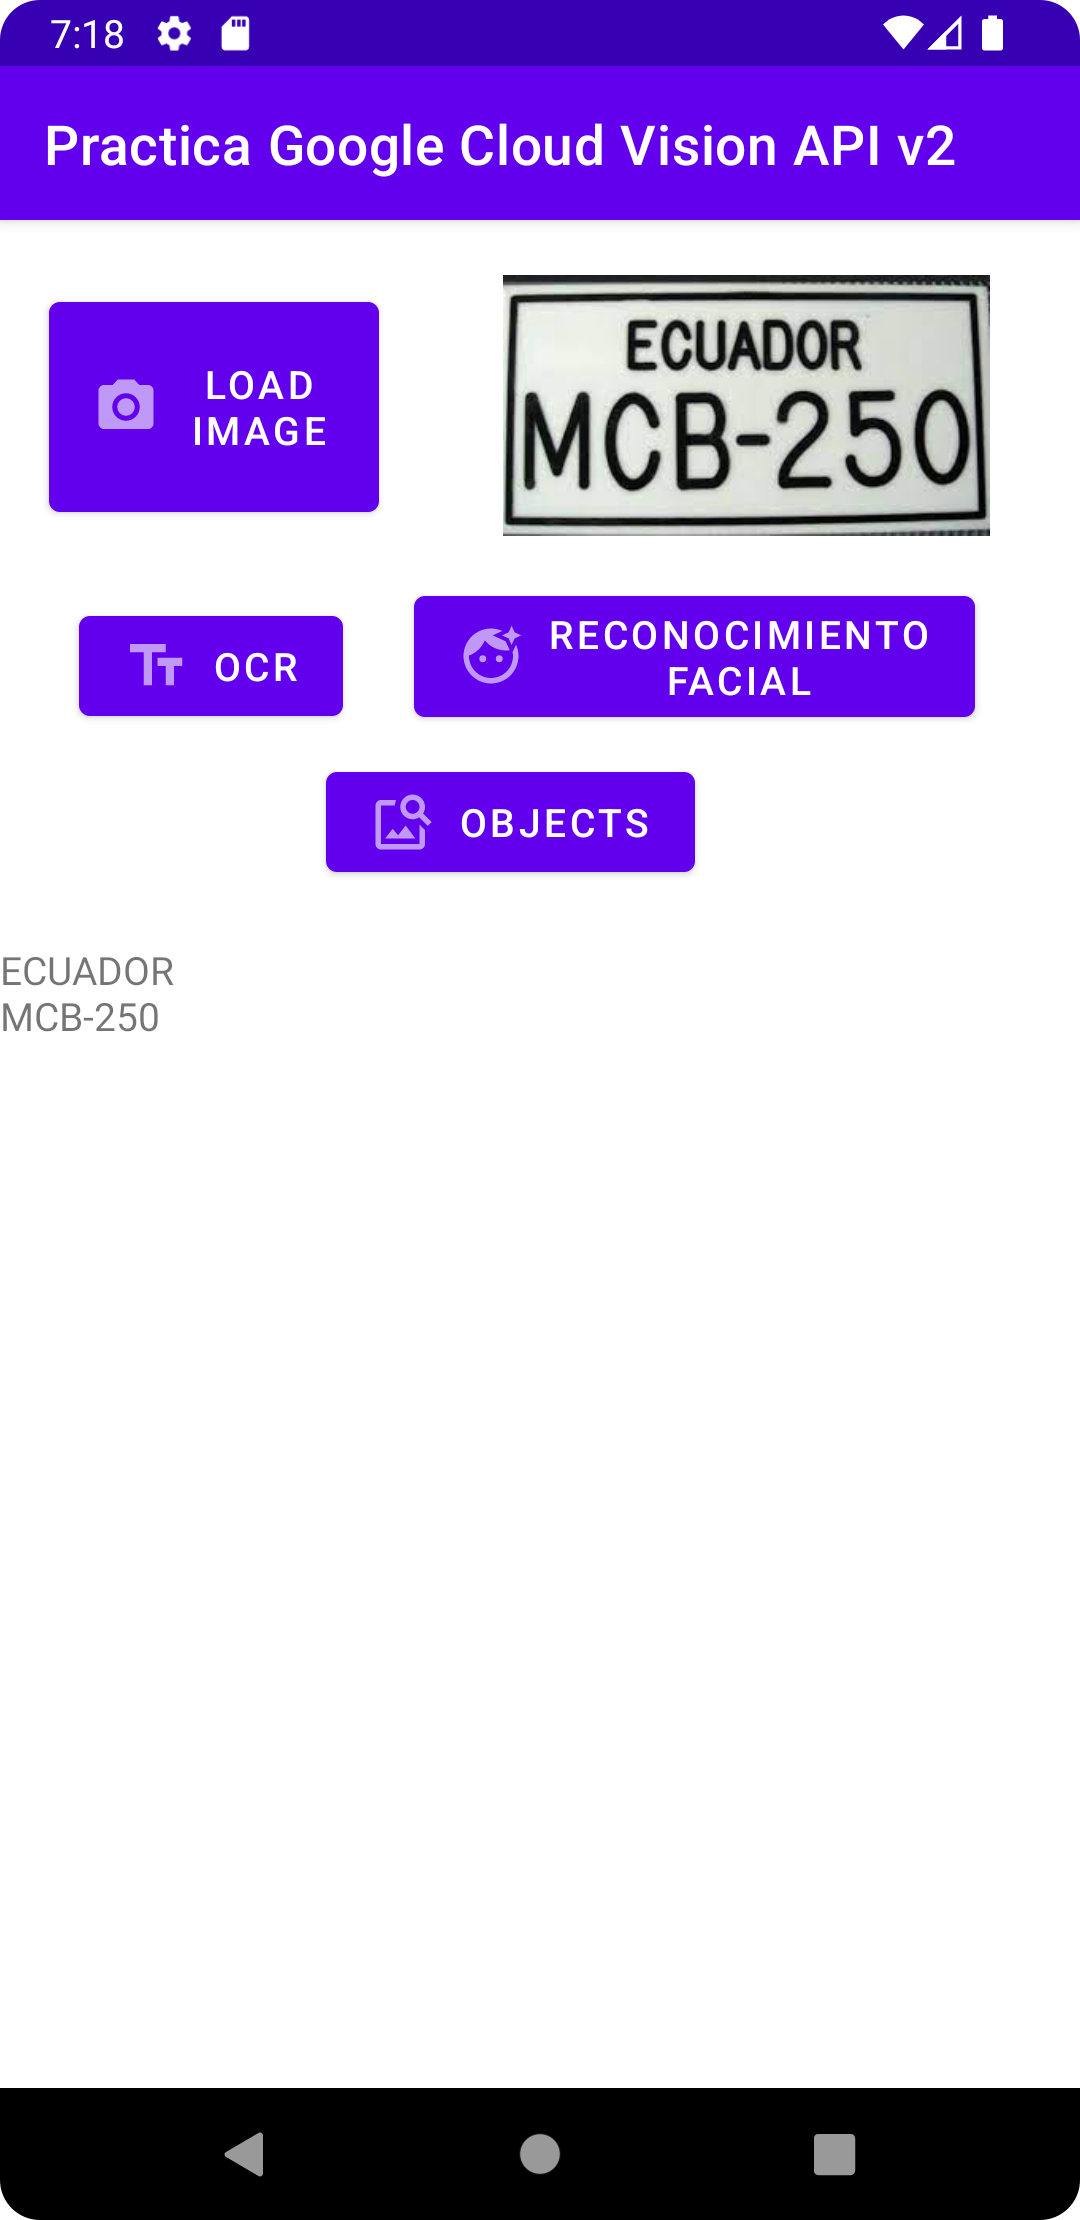 7:18
Practica Google Cloud Vision API v2
LOAD
IMAGE
ECUADOR
MCB-250
OCR
RECONOCIMIENTO
FACIAL
OBJECTS
ECUADOR
MCB-250